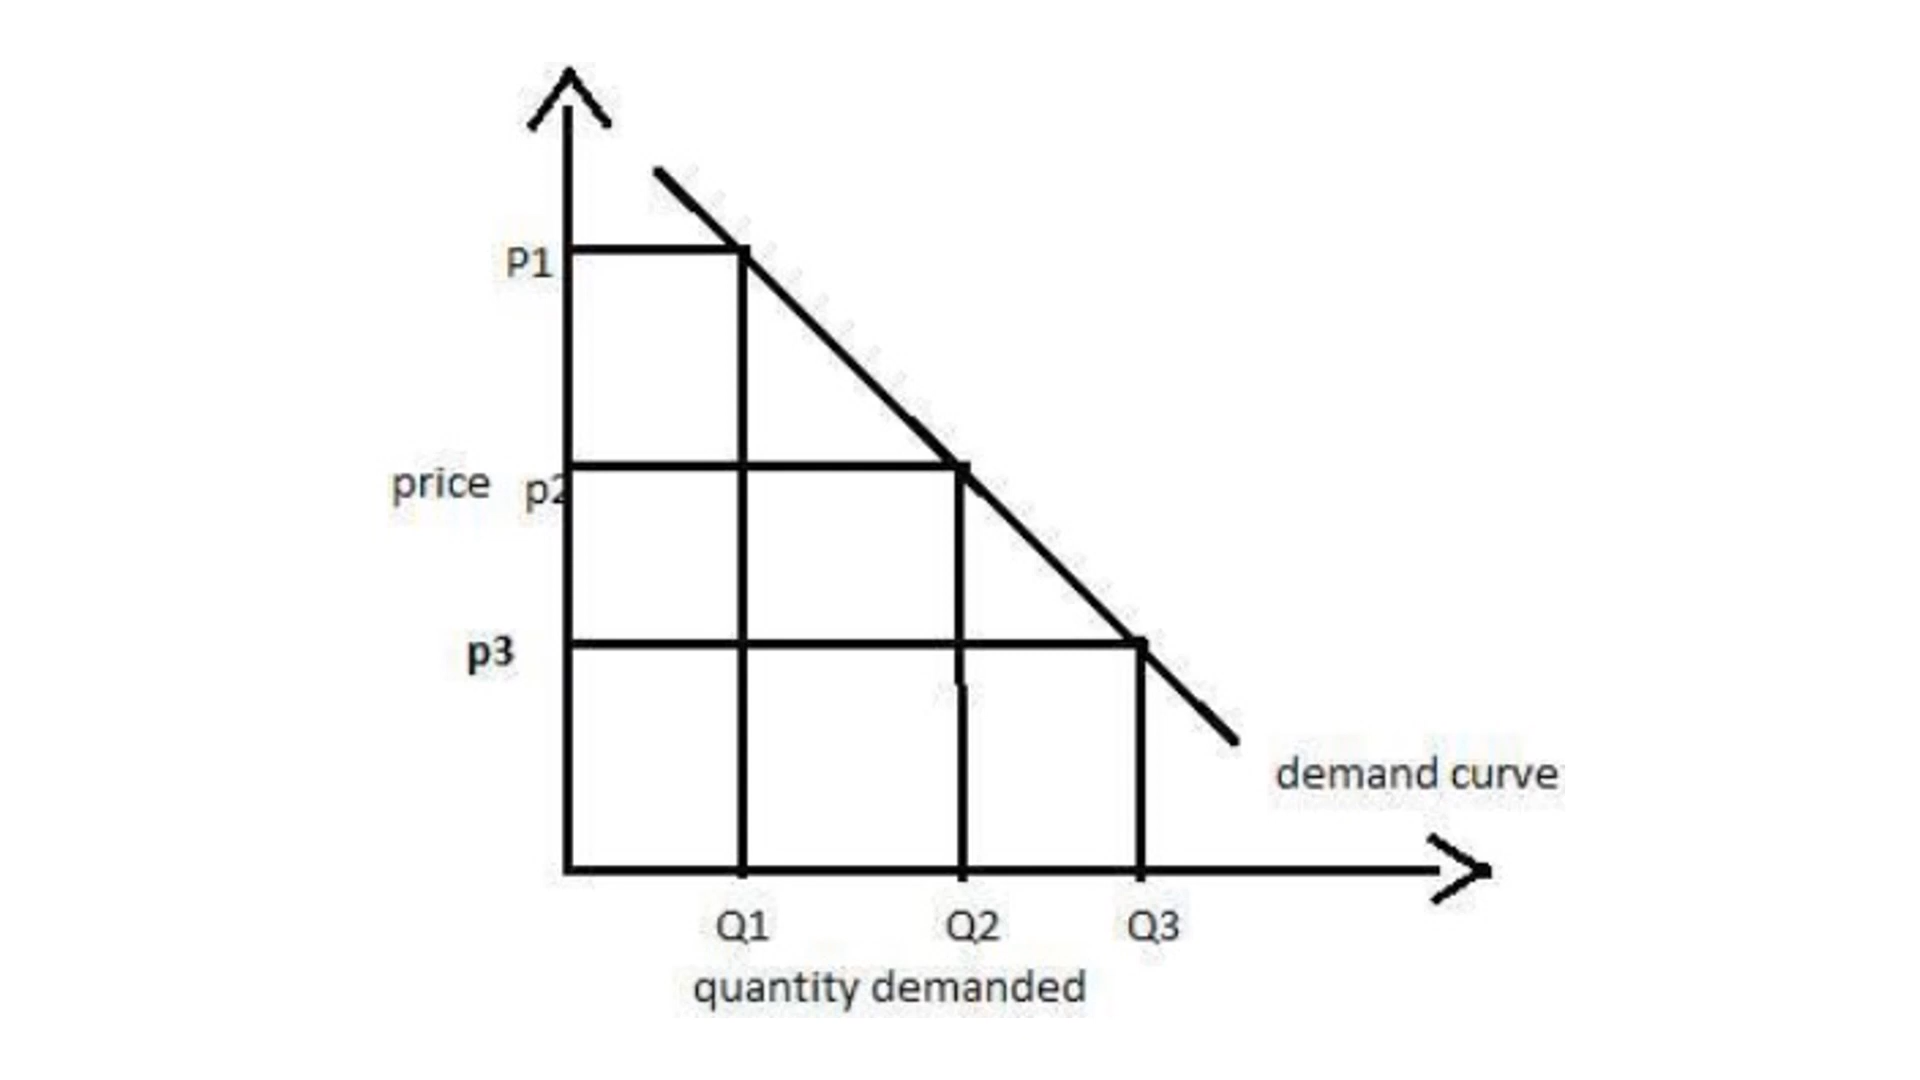 P1
price p2
p3
demand curve
Q1 Q2 Q3
quantity demanded